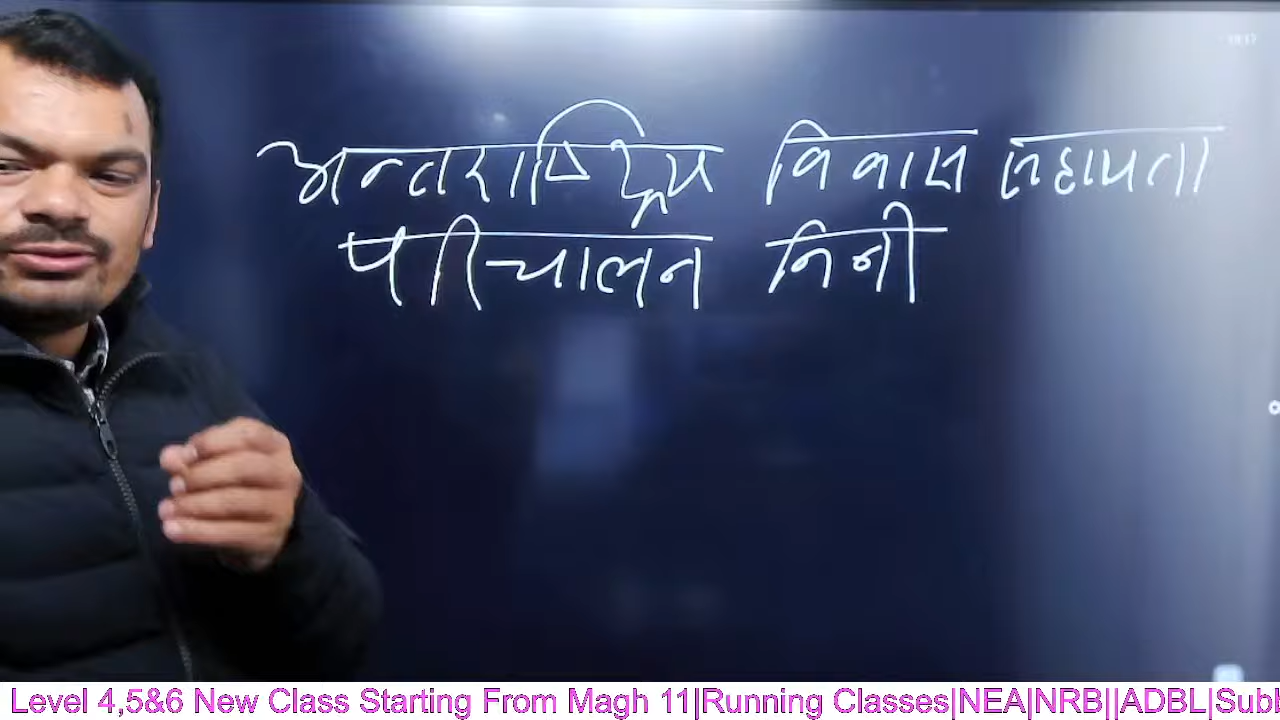 अन्तराष्ट्रिय विकास सहायता
परिचालन निती
Level 4,5&6 New Class Starting From Magh 11|Running Classes|NEA|NRB||ADBL|Subl